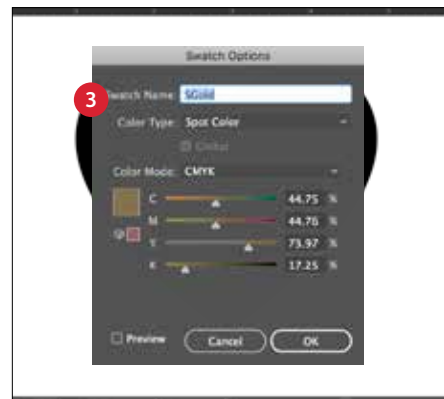 Swatch Options
3
Swatch Name: SGold
Color Type: Spot Color
Global
Color Mode: CMYK
C 44.75 %
M 44.76 %
Y 73.97 %
K 17.25 %
Preview Cancel OK